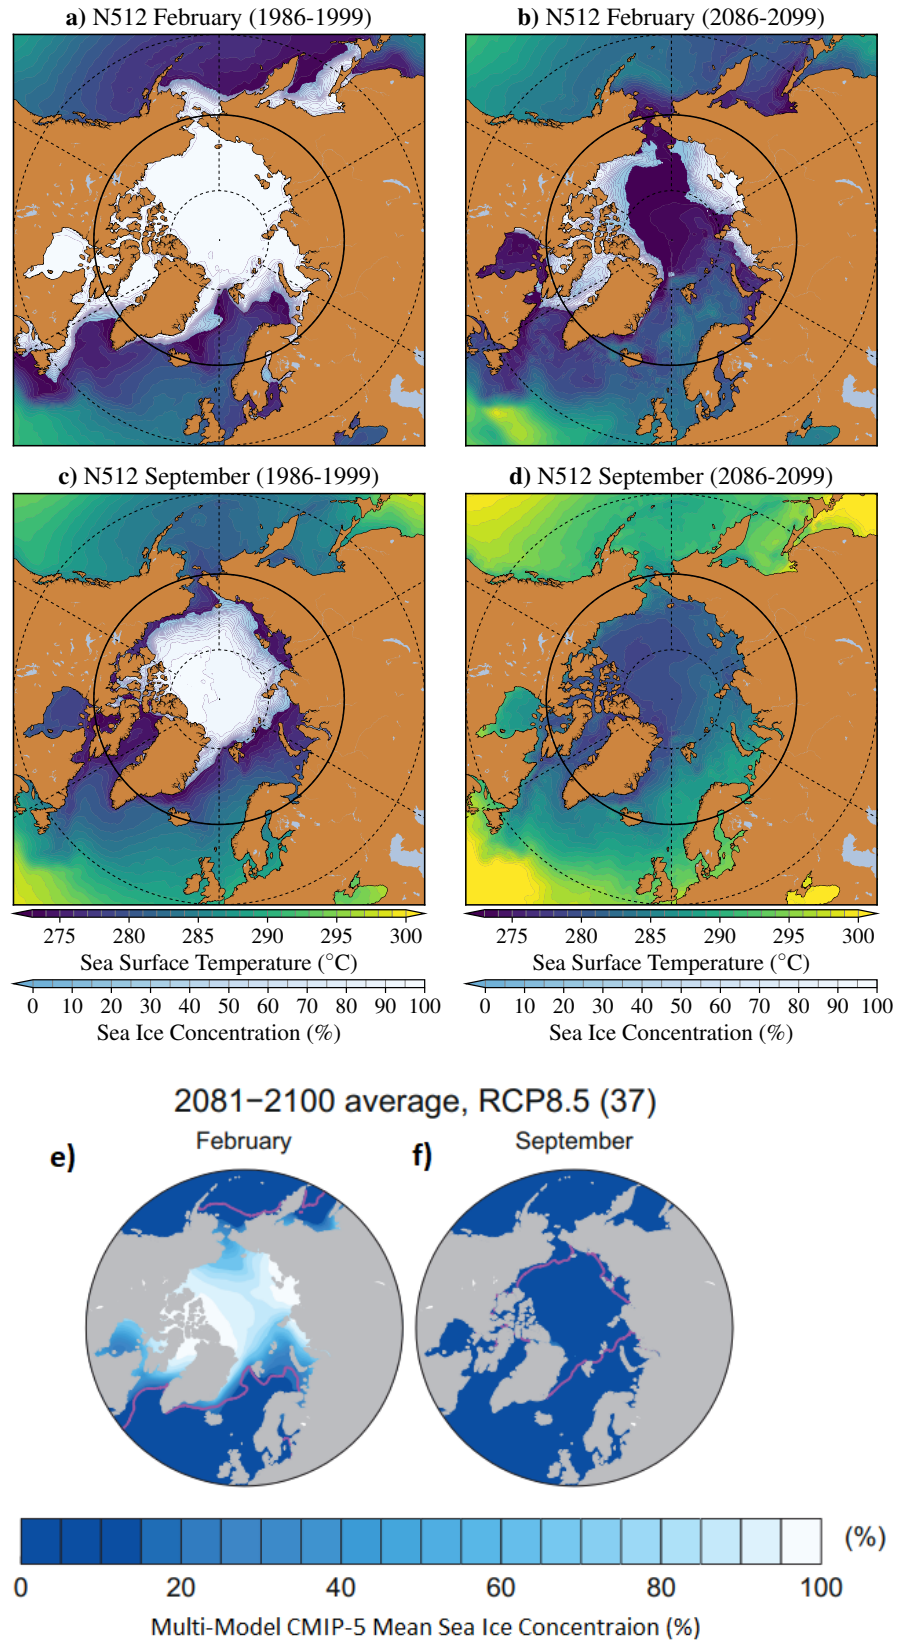 a) N512 February (1986-1999)
b) N512 February (2086-2099)
c) N512 September (1986-1999)
d) N512 September (2086-2099)
275 280 285 290 295 300
Sea Surface Temperature (°C)
0 10 20 30 40 50 60 70 80 90 100
Sea Ice Concentration (%)
275 280 285 290 295 300
Sea Surface Temperature (°C)
0 10 20 30 40 50 60 70 80 90 100
Sea Ice Concentration (%)
2081−2100 average, RCP8.5 (37)
e) February
f) September
(%)
0 20 40 60 80 100
Multi-Model CMIP-5 Mean Sea Ice Concentraion (%)